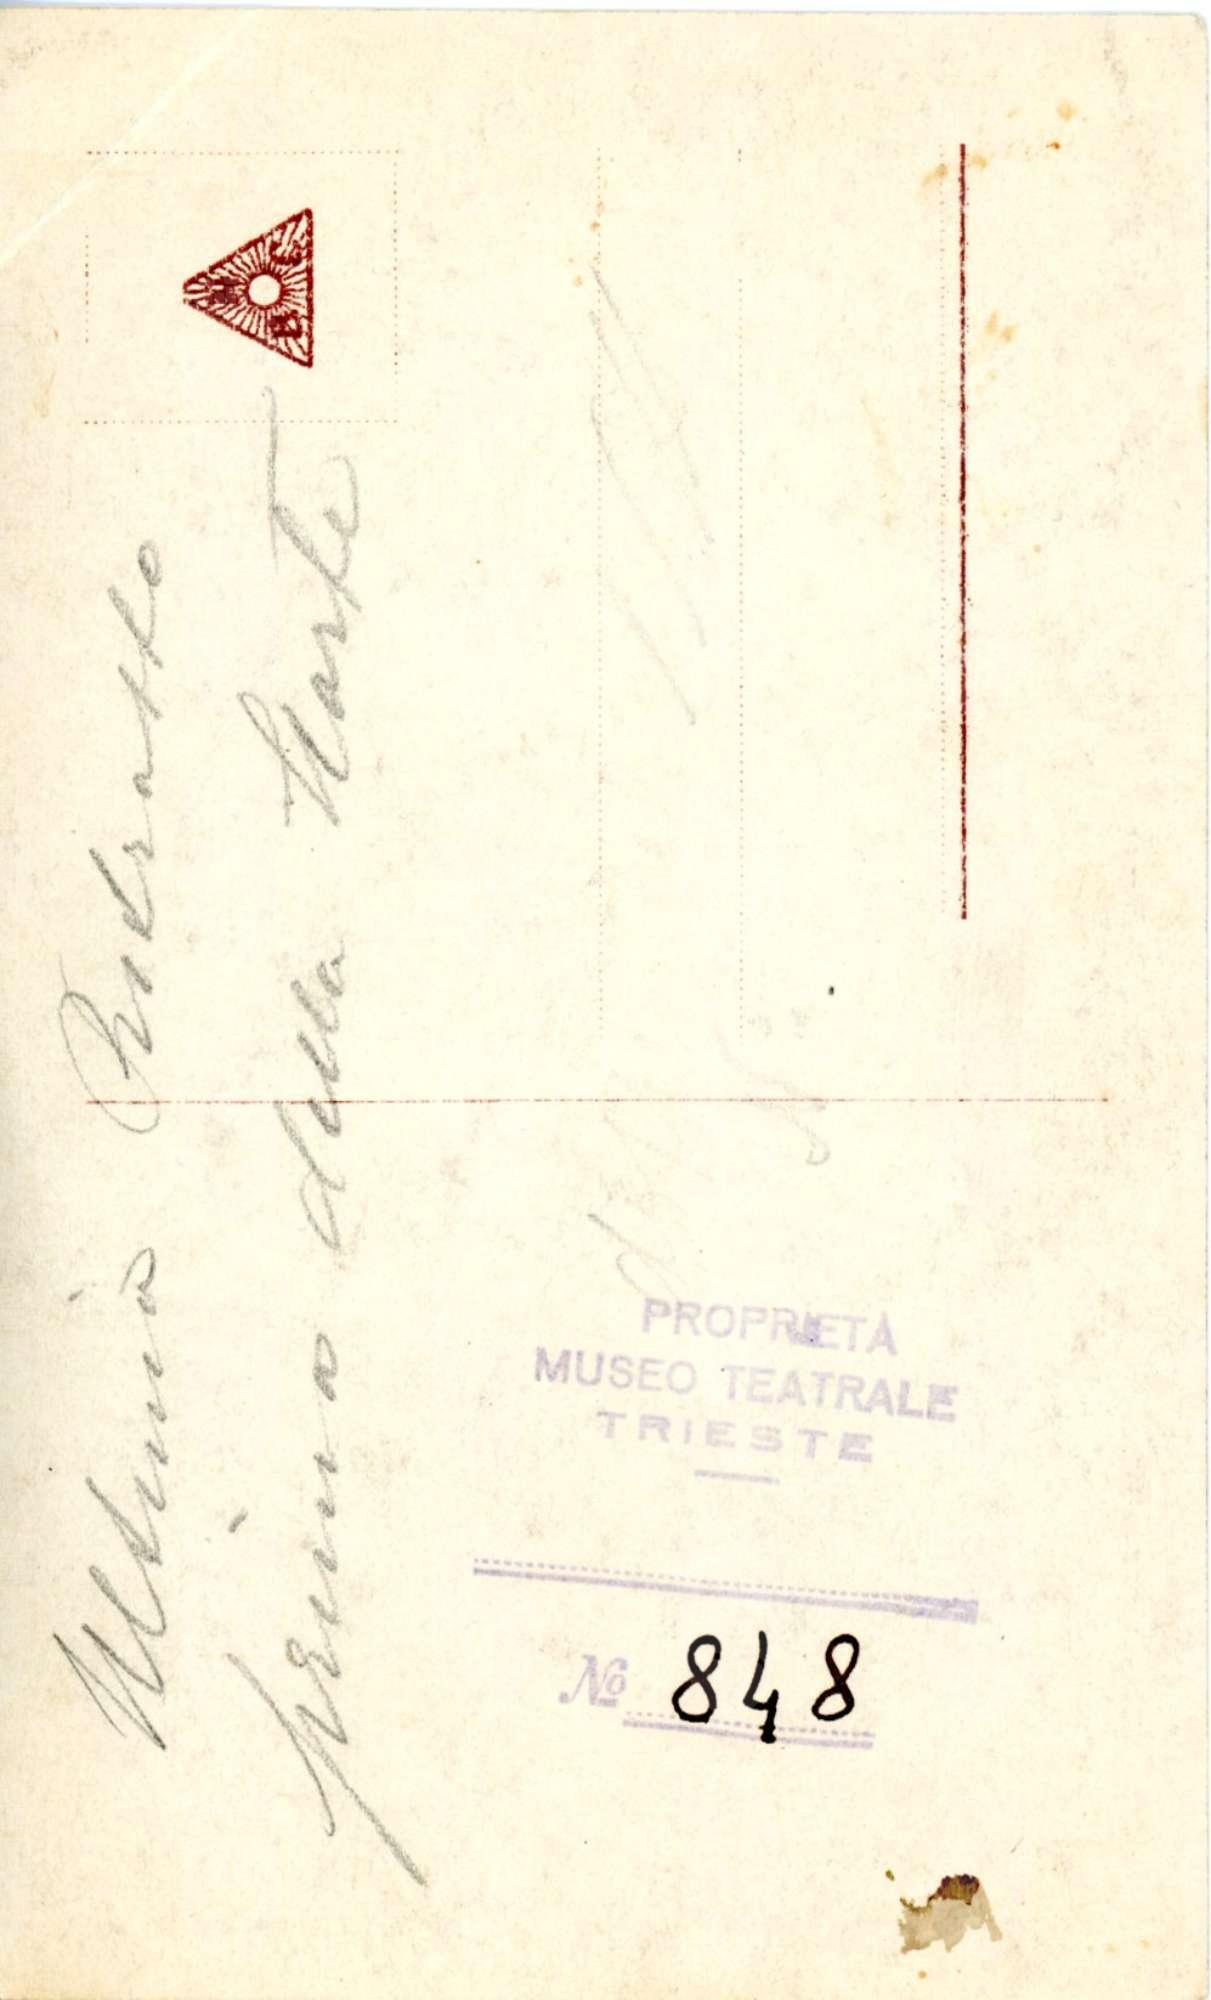 Ultimo Ritratto
prima della Morte
PROPRIETÀ
MUSEO TEATRALE
TRIESTE
No 848